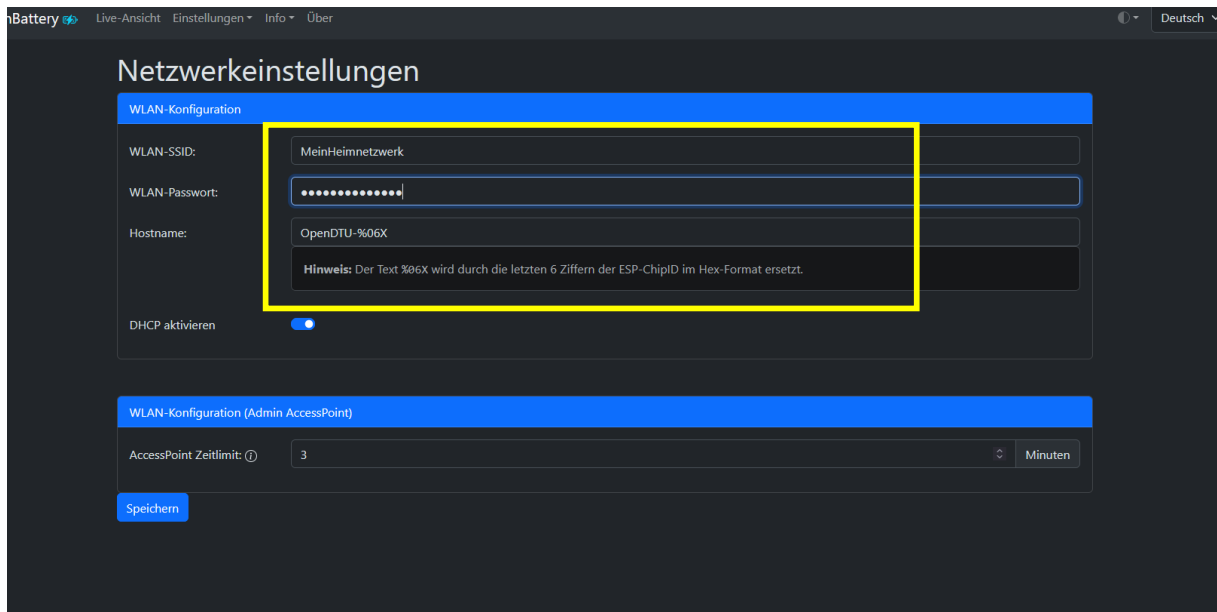 nBattery Live-Ansicht Einstellungen Info Über Deutsch
Netzwerkeinstellungen
WLAN-Konfiguration
WLAN-SSID: MeinHeimnetzwerk
WLAN-Passwort: ••••••••••••••
Hostname: OpenDTU-%06X
Hinweis: Der Text %06X wird durch die letzten 6 Ziffern der ESP-ChipID im Hex-Format ersetzt.
DHCP aktivieren
WLAN-Konfiguration (Admin AccessPoint)
AccessPoint Zeitlimit: 3 Minuten
Speichern